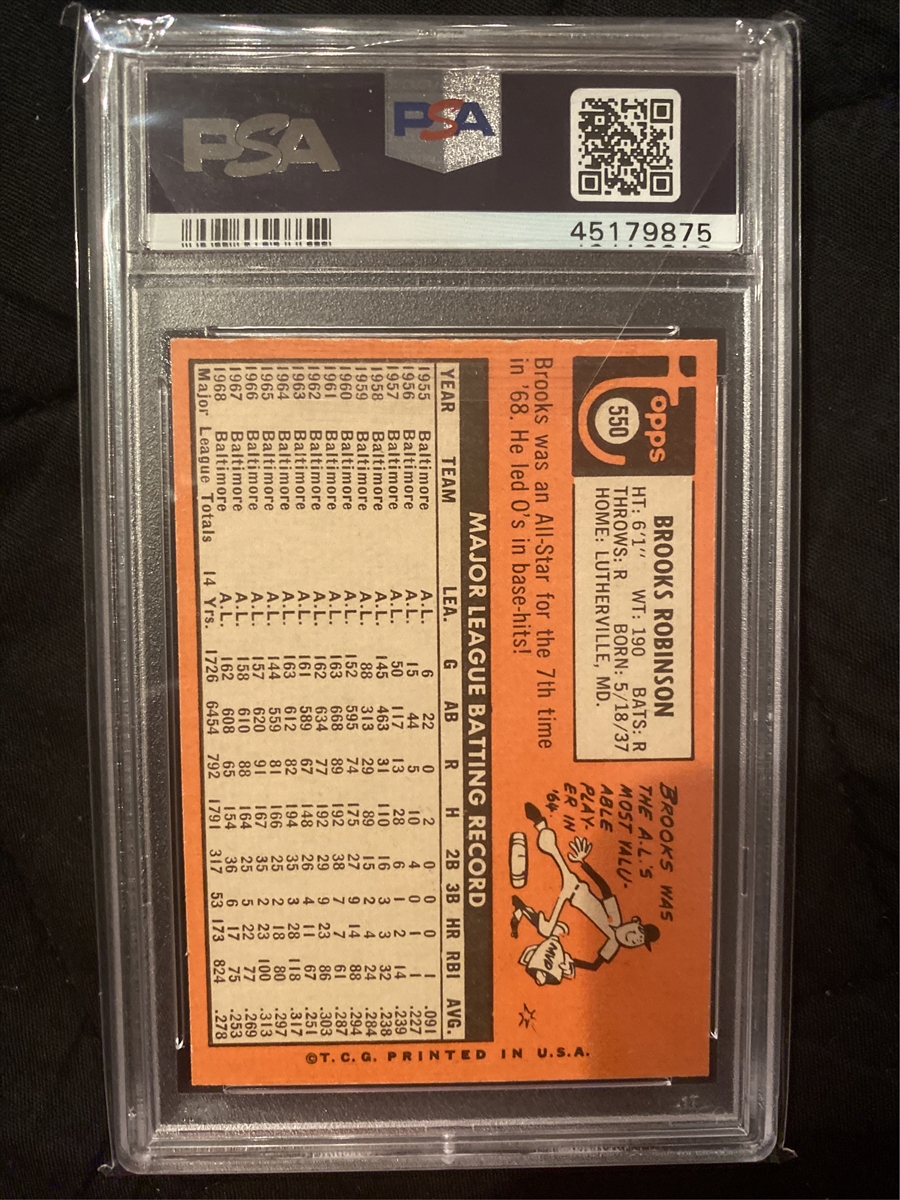 PSA
PSA
45179875
Topps
550
BROOKS ROBINSON
HT: 6'1" WT: 190 BATS: R
THROWS: R BORN: 5/18/37
HOME: LUTHERVILLE, MD.
BROOKS WAS
THE A.L.'S
MOST VALU-
ABLE
PLAY-
ER IN
'64.
MVP
Brooks was an All-Star for the 7th time
in '68. He led O's in base-hits!
MAJOR LEAGUE BATTING RECORD
YEAR TEAM LEA. G AB R H 2B 3B HR RBI AVG.
1955 Baltimore A.L. 6 22 0 2 0 0 0 1 .091
1956 Baltimore A.L. 15 44 5 10 4 0 1 1 .227
1957 Baltimore A.L. 50 117 13 28 6 1 2 14 .239
1958 Baltimore A.L. 145 463 31 110 16 3 3 32 .238
1959 Baltimore A.L. 88 313 29 89 15 2 4 24 .284
1960 Baltimore A.L. 152 595 74 175 27 9 14 88 .294
1961 Baltimore A.L. 163 668 89 192 38 7 7 61 .287
1962 Baltimore A.L. 162 634 77 192 29 9 23 86 .303
1963 Baltimore A.L. 161 589 67 148 26 4 11 67 .251
1964 Baltimore A.L. 163 612 82 194 35 3 28 118 .317
1965 Baltimore A.L. 144 559 81 166 25 2 18 80 .297
1966 Baltimore A.L. 157 620 91 167 35 2 23 100 .313
1967 Baltimore A.L. 158 610 88 164 25 5 22 77 .269
1968 Baltimore A.L. 162 608 65 154 36 6 17 75 .253
Major League Totals 14 Yrs. 1726 6454 792 1791 317 53 173 824 .278
©T.C.G. PRINTED IN U.S.A.